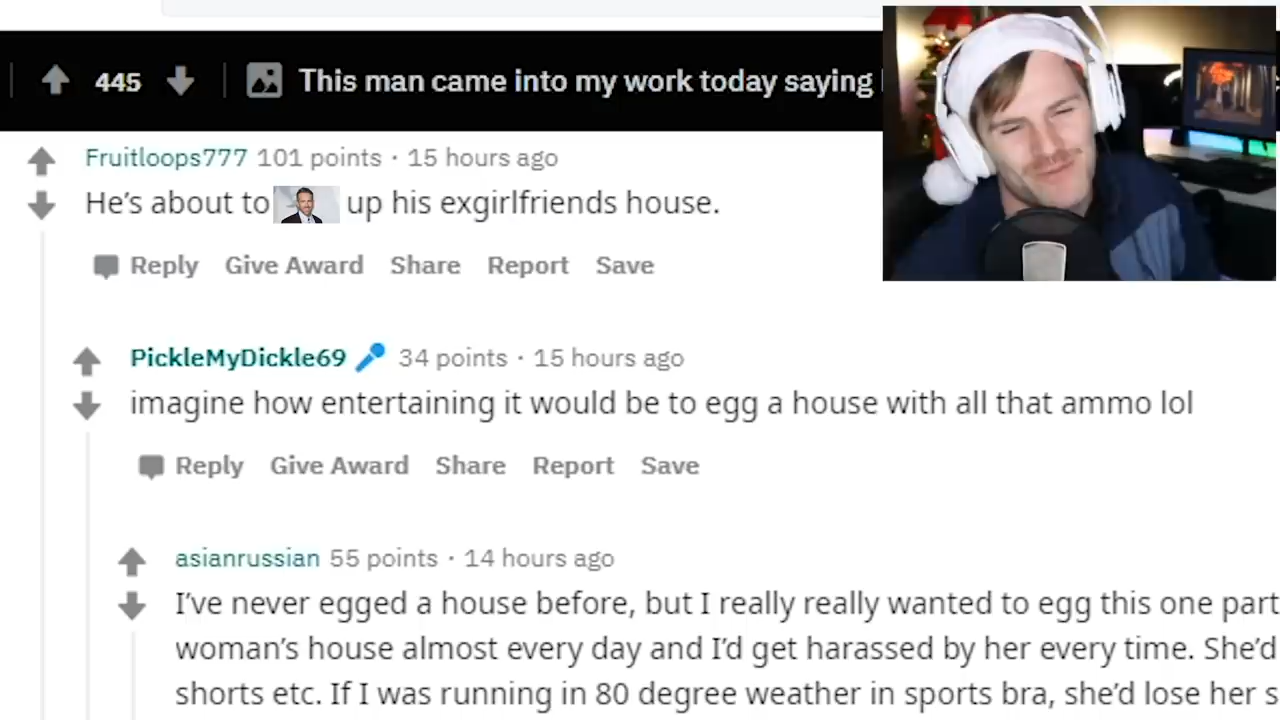 445 This man came into my work today saying
Fruitloops777 101 points · 15 hours ago
He's about to up his exgirlfriends house.
Reply Give Award Share Report Save
PickleMyDickle69 34 points · 15 hours ago
imagine how entertaining it would be to egg a house with all that ammo lol
Reply Give Award Share Report Save
asianrussian 55 points · 14 hours ago
I've never egged a house before, but I really really wanted to egg this one part
woman's house almost every day and I'd get harassed by her every time. She'd
shorts etc. If I was running in 80 degree weather in sports bra, she'd lose her s